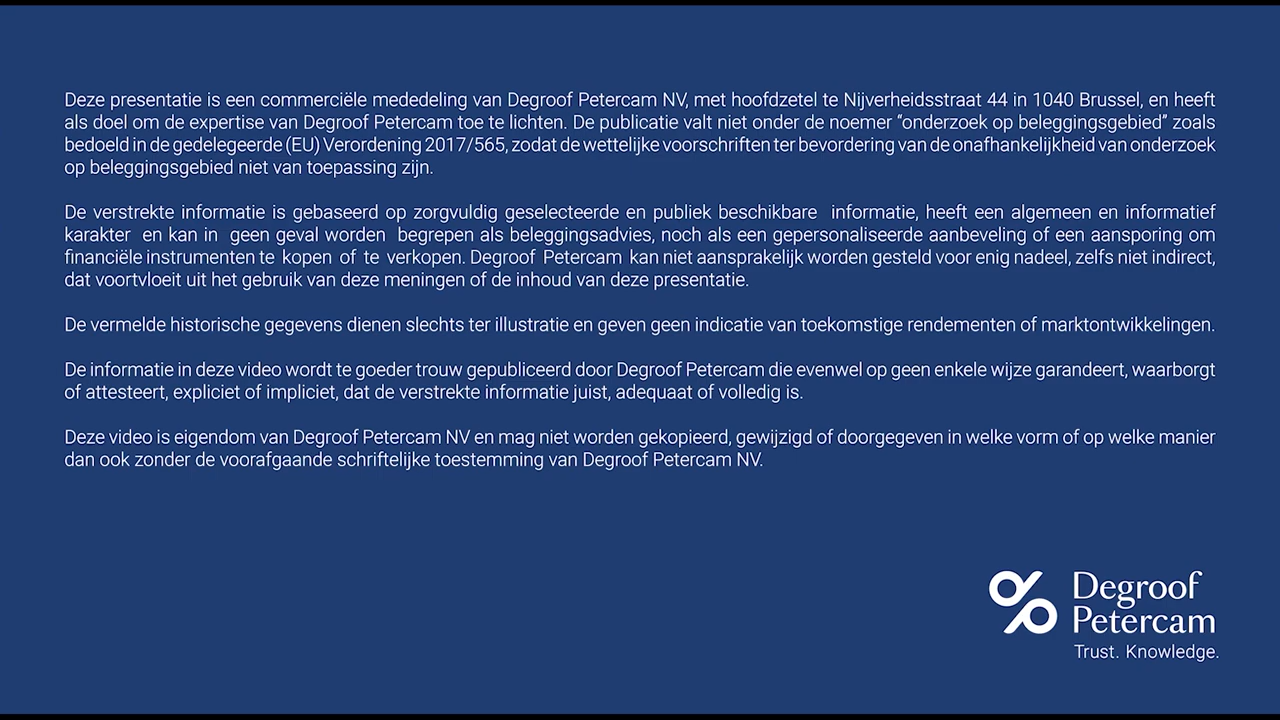 Deze presentatie is een commerciële mededeling van Degroof Petercam NV, met hoofdzetel te Nijverheidsstraat 44 in 1040 Brussel, en heeft
als doel om de expertise van Degroof Petercam toe te lichten. De publicatie valt niet onder de noemer “onderzoek op beleggingsgebied” zoals
bedoeld in de gedelegeerde (EU) Verordening 2017/565, zodat de wettelijke voorschriften ter bevordering van de onafhankelijkheid van onderzoek
op beleggingsgebied niet van toepassing zijn.
De verstrekte informatie is gebaseerd op zorgvuldig geselecteerde en publiek beschikbare informatie, heeft een algemeen en informatief
karakter en kan in geen geval worden begrepen als beleggingsadvies, noch als een gepersonaliseerde aanbeveling of een aansporing om
financiële instrumenten te kopen of te verkopen. Degroof Petercam kan niet aansprakelijk worden gesteld voor enig nadeel, zelfs niet indirect,
dat voortvloeit uit het gebruik van deze meningen of de inhoud van deze presentatie.
De vermelde historische gegevens dienen slechts ter illustratie en geven geen indicatie van toekomstige rendementen of marktontwikkelingen.
De informatie in deze video wordt te goeder trouw gepubliceerd door Degroof Petercam die evenwel op geen enkele wijze garandeert, waarborgt
of attesteert, expliciet of impliciet, dat de verstrekte informatie juist, adequaat of volledig is.
Deze video is eigendom van Degroof Petercam NV en mag niet worden gekopieerd, gewijzigd of doorgegeven in welke vorm of op welke manier
dan ook zonder de voorafgaande schriftelijke toestemming van Degroof Petercam NV.
Degroof
Petercam
Trust. Knowledge.